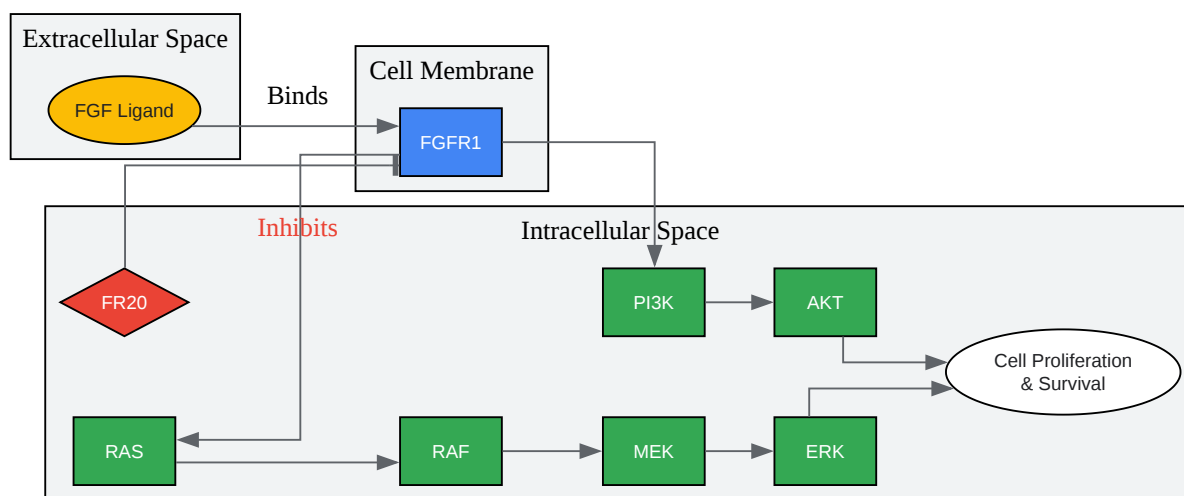 Extracellular Space
FGF Ligand
Binds
Cell Membrane
FGFR1
Inhibits
Intracellular Space
FR20
PI3K
AKT
Cell Proliferation
& Survival
RAS
RAF
MEK
ERK